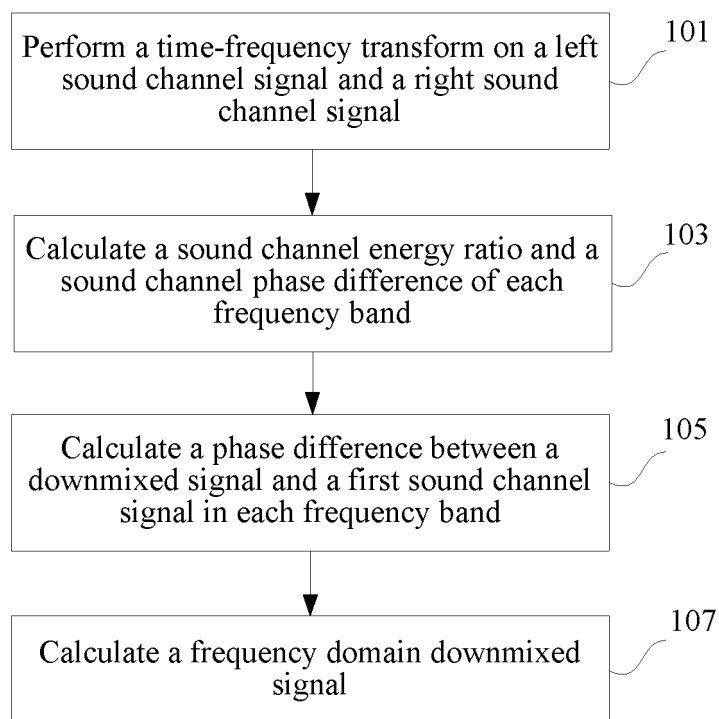 Perform a time-frequency transform on a left
sound channel signal and a right sound
channel signal
101
Calculate a sound channel energy ratio and a
sound channel phase difference of each
frequency band
103
Calculate a phase difference between a
downmixed signal and a first sound channel
signal in each frequency band
105
Calculate a frequency domain downmixed
signal
107